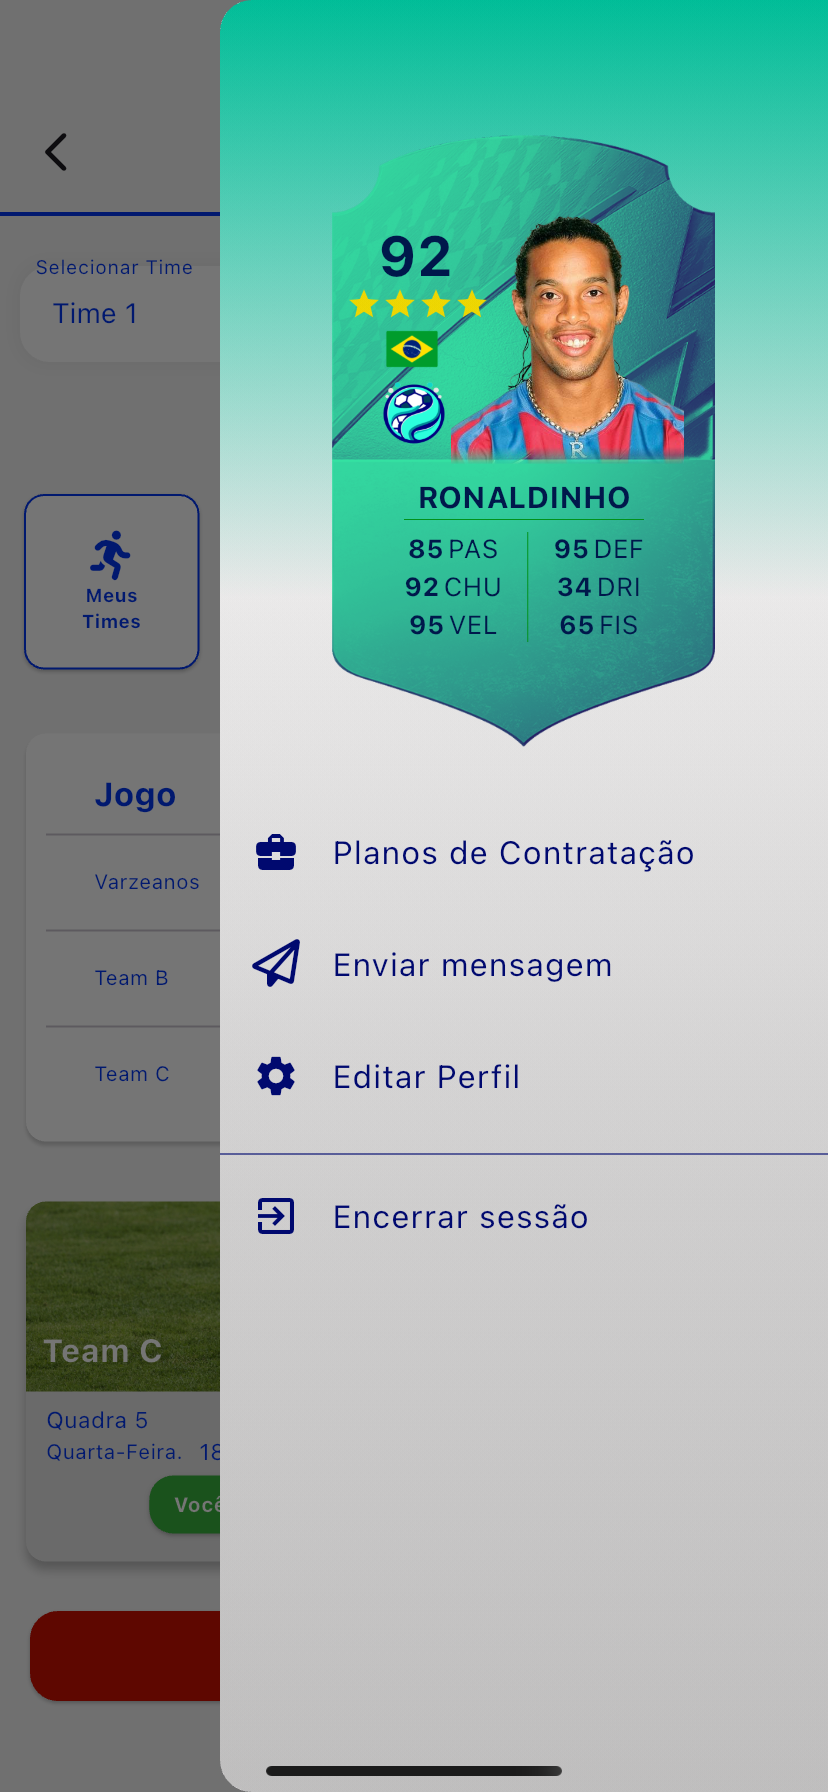 Selecionar Time
Time 1
Meus
Times
Jogo
Varzeanos
Team B
Team C
Team C
Quadra 5
Quarta-Feira. 18
Você
92
R
RONALDINHO
85 PAS 95 DEF
92 CHU 34 DRI
95 VEL 65 FIS
Planos de Contratação
Enviar mensagem
Editar Perfil
Encerrar sessão